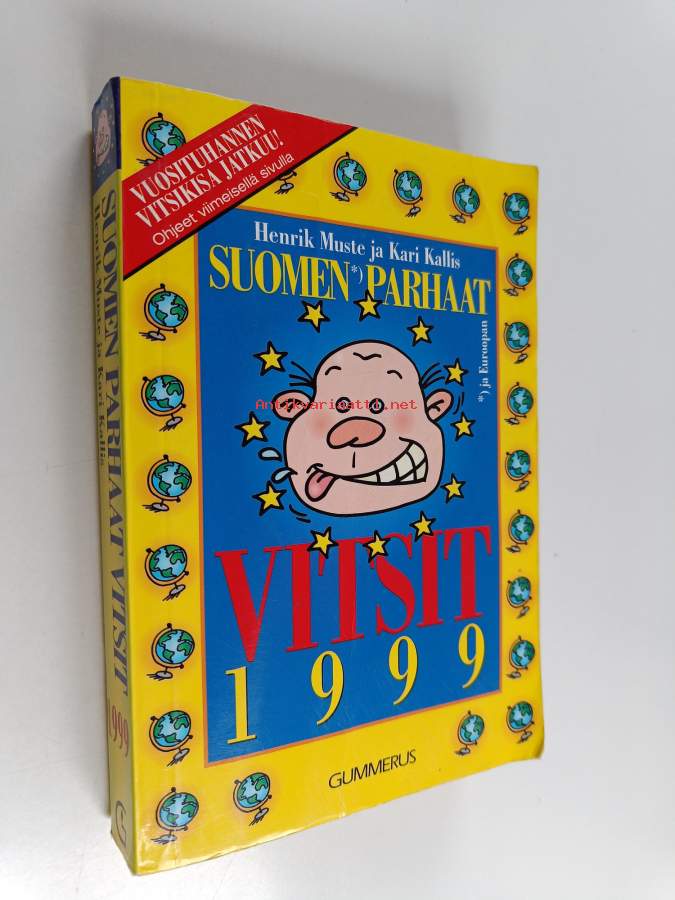 VUOSITUHANNEN
VITSIKISA JATKUU!
Ohjeet viimeisellä sivulla
Henrik Muste ja Kari Kallis
SUOMEN*) PARHAAT
*) ja Euroopan
Antikvariaatti.net
VITSIT
1999
GUMMERUS
SUOMEN PARHAAT VITSIT 1999
Henrik Muste ja Kari Kallis
G